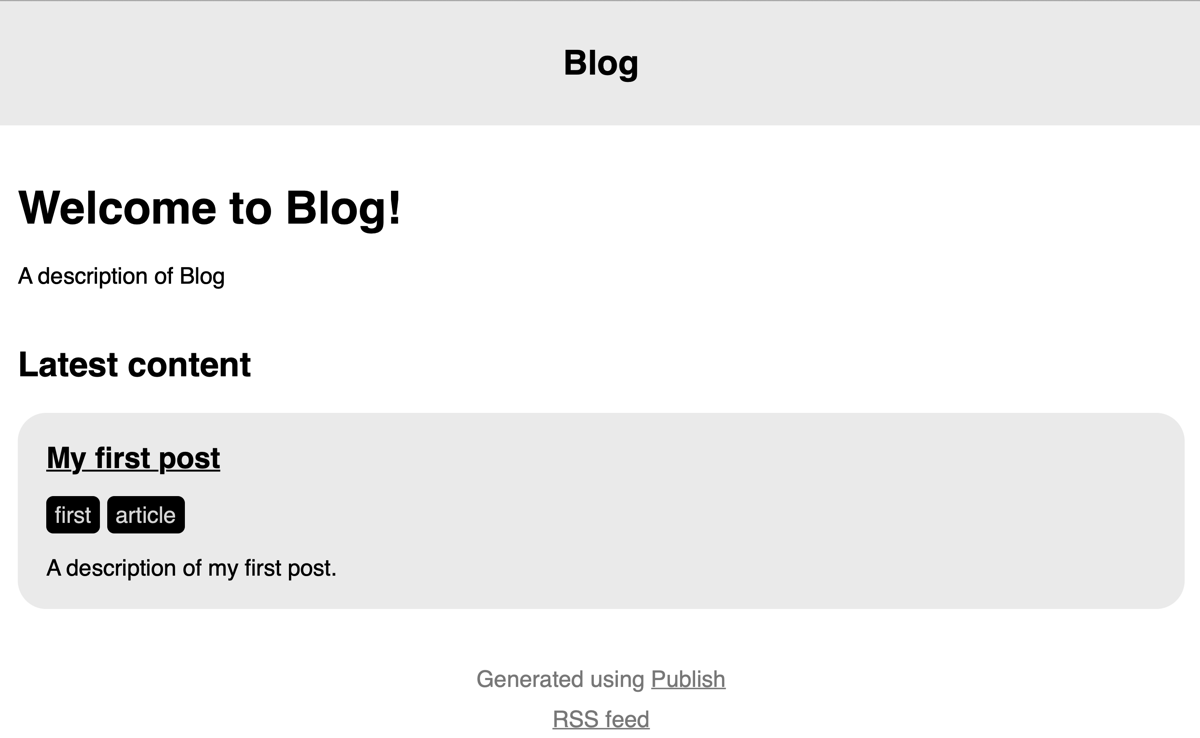 Blog
Welcome to Blog!
A description of Blog
Latest content
My first post
first article
A description of my first post.
Generated using Publish
RSS feed